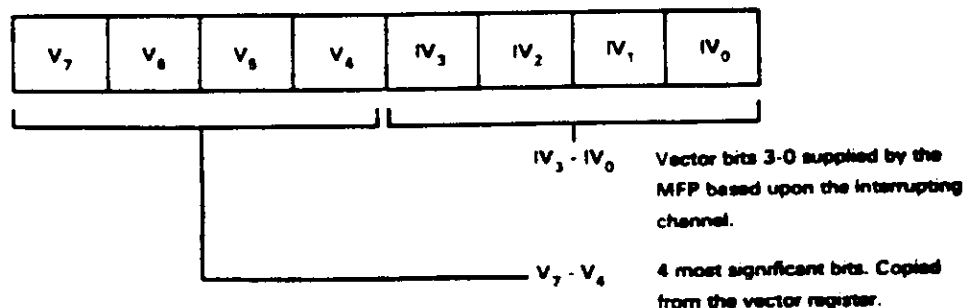 V₇ V₆ V₅ V₄ IV₃ IV₂ IV₁ IV₀
IV₃ - IV₀ Vector bits 3-0 supplied by the
MFP based upon the interrupting
channel.
V₇ - V₄ 4 most significant bits. Copied
from the vector register.